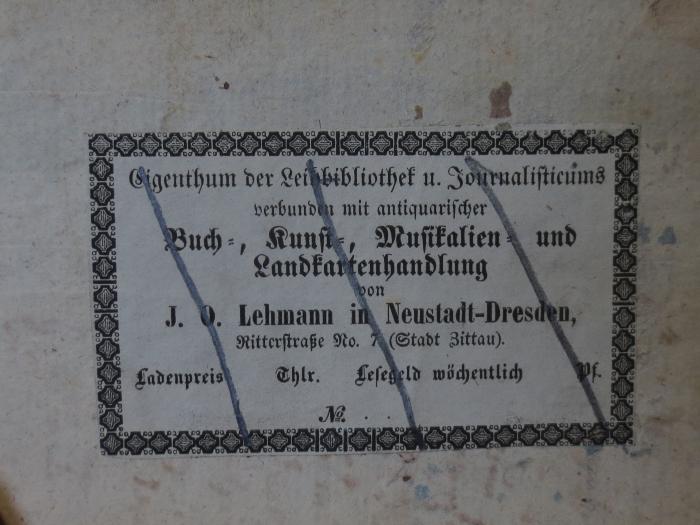 Eigenthum der Leihbibliothek u. Journalisticums
verbunden mit antiquarischer
Buch-, Kunst-, Musikalien- und
Landkartenhandlung
von
J. O. Lehmann in Neustadt-Dresden,
Ritterstraße No. 7 (Stadt Zittau).
Ladenpreis Thlr. Lesegeld wöchentlich Pf.
№. . .